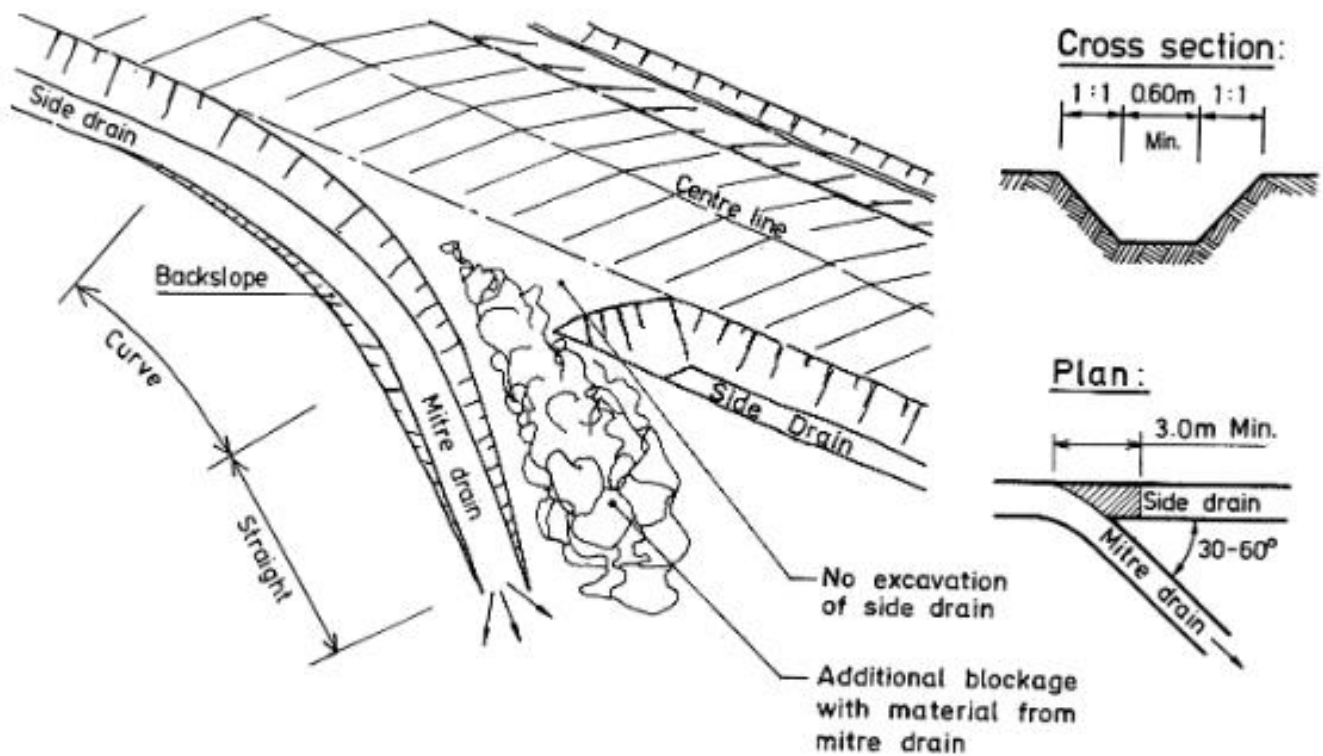 Side drain
Centre line
Backslope
Curve
Mitre drain
Straight
Side Drain
No excavation
of side drain
Additional blockage
with material from
mitre drain
Cross section:
1:1 0.60m 1:1
Min.
Plan:
3.0m Min.
Side drain
30-60°
Mitre drain